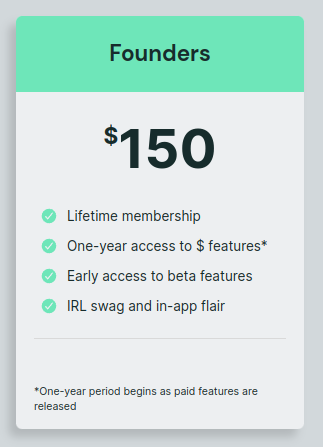 Founders
$150
Lifetime membership
One-year access to $ features*
Early access to beta features
IRL swag and in-app flair
*One-year period begins as paid features are
released